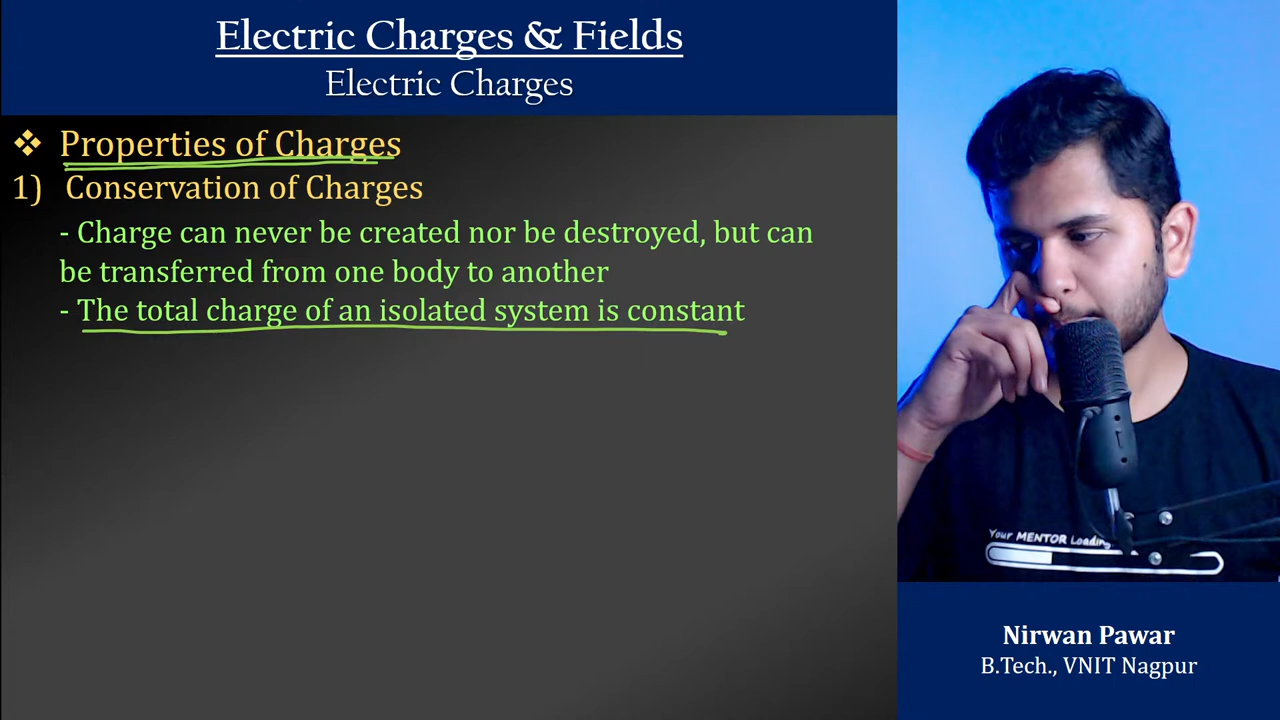 Electric Charges & Fields
Electric Charges
❖ Properties of Charges
1) Conservation of Charges
- Charge can never be created nor be destroyed, but can
be transferred from one body to another
- The total charge of an isolated system is constant
Your MENTOR Loading
Nirwan Pawar
B.Tech., VNIT Nagpur